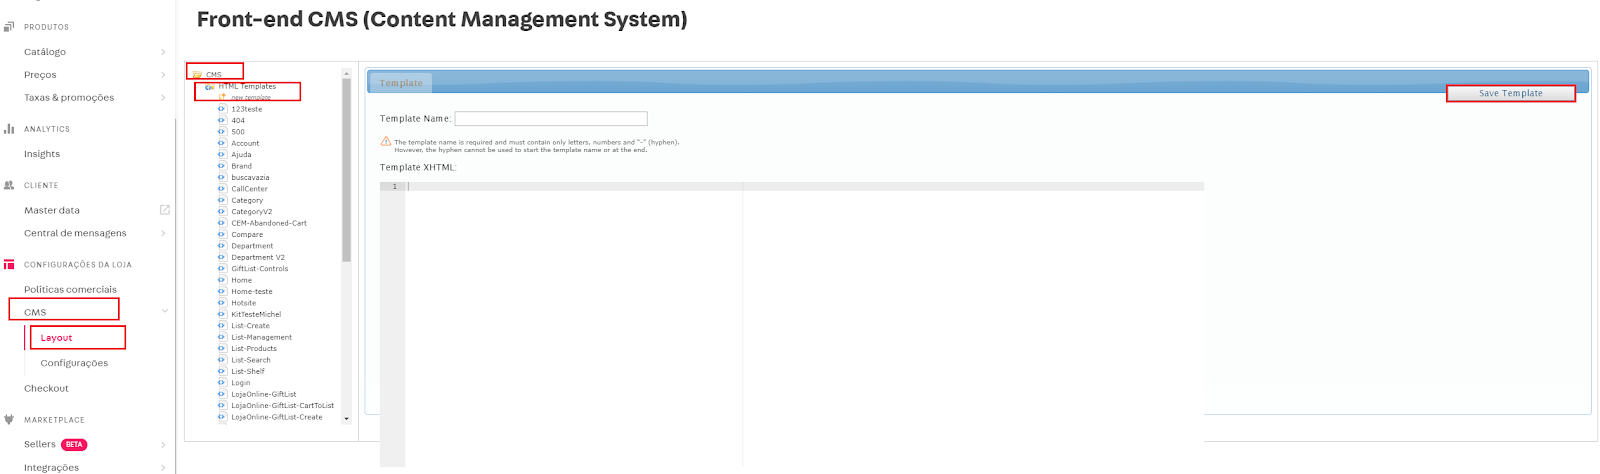 Front-end CMS (Content Management System)
PRODUTOS
Catálogo
Preços
Taxas & promoções
ANALYTICS
Insights
CLIENTE
Master data
Central de mensagens
CONFIGURAÇÕES DA LOJA
Políticas comerciais
CMS
Layout
Configurações
Checkout
MARKETPLACE
Sellers BETA
Integrações
CMS
HTML Templates
new template
123teste
404
500
Account
Ajuda
Brand
buscavazia
CallCenter
Category
CategoryV2
CEM-Abandoned-Cart
Compare
Department
Department V2
GiftList-Controls
Home
Home-teste
Hotsite
KitTesteMichel
List-Create
List-Management
List-Products
List-Search
List-Shelf
Login
LojaOnline-GiftList
LojaOnline-GiftList-CartToList
LojaOnline-GiftList-Create
Template
Save Template
Template Name:
The template name is required and must contain only letters, numbers and "-" (hyphen).
However, the hyphen cannot be used to start the template name or at the end.
Template XHTML:
1